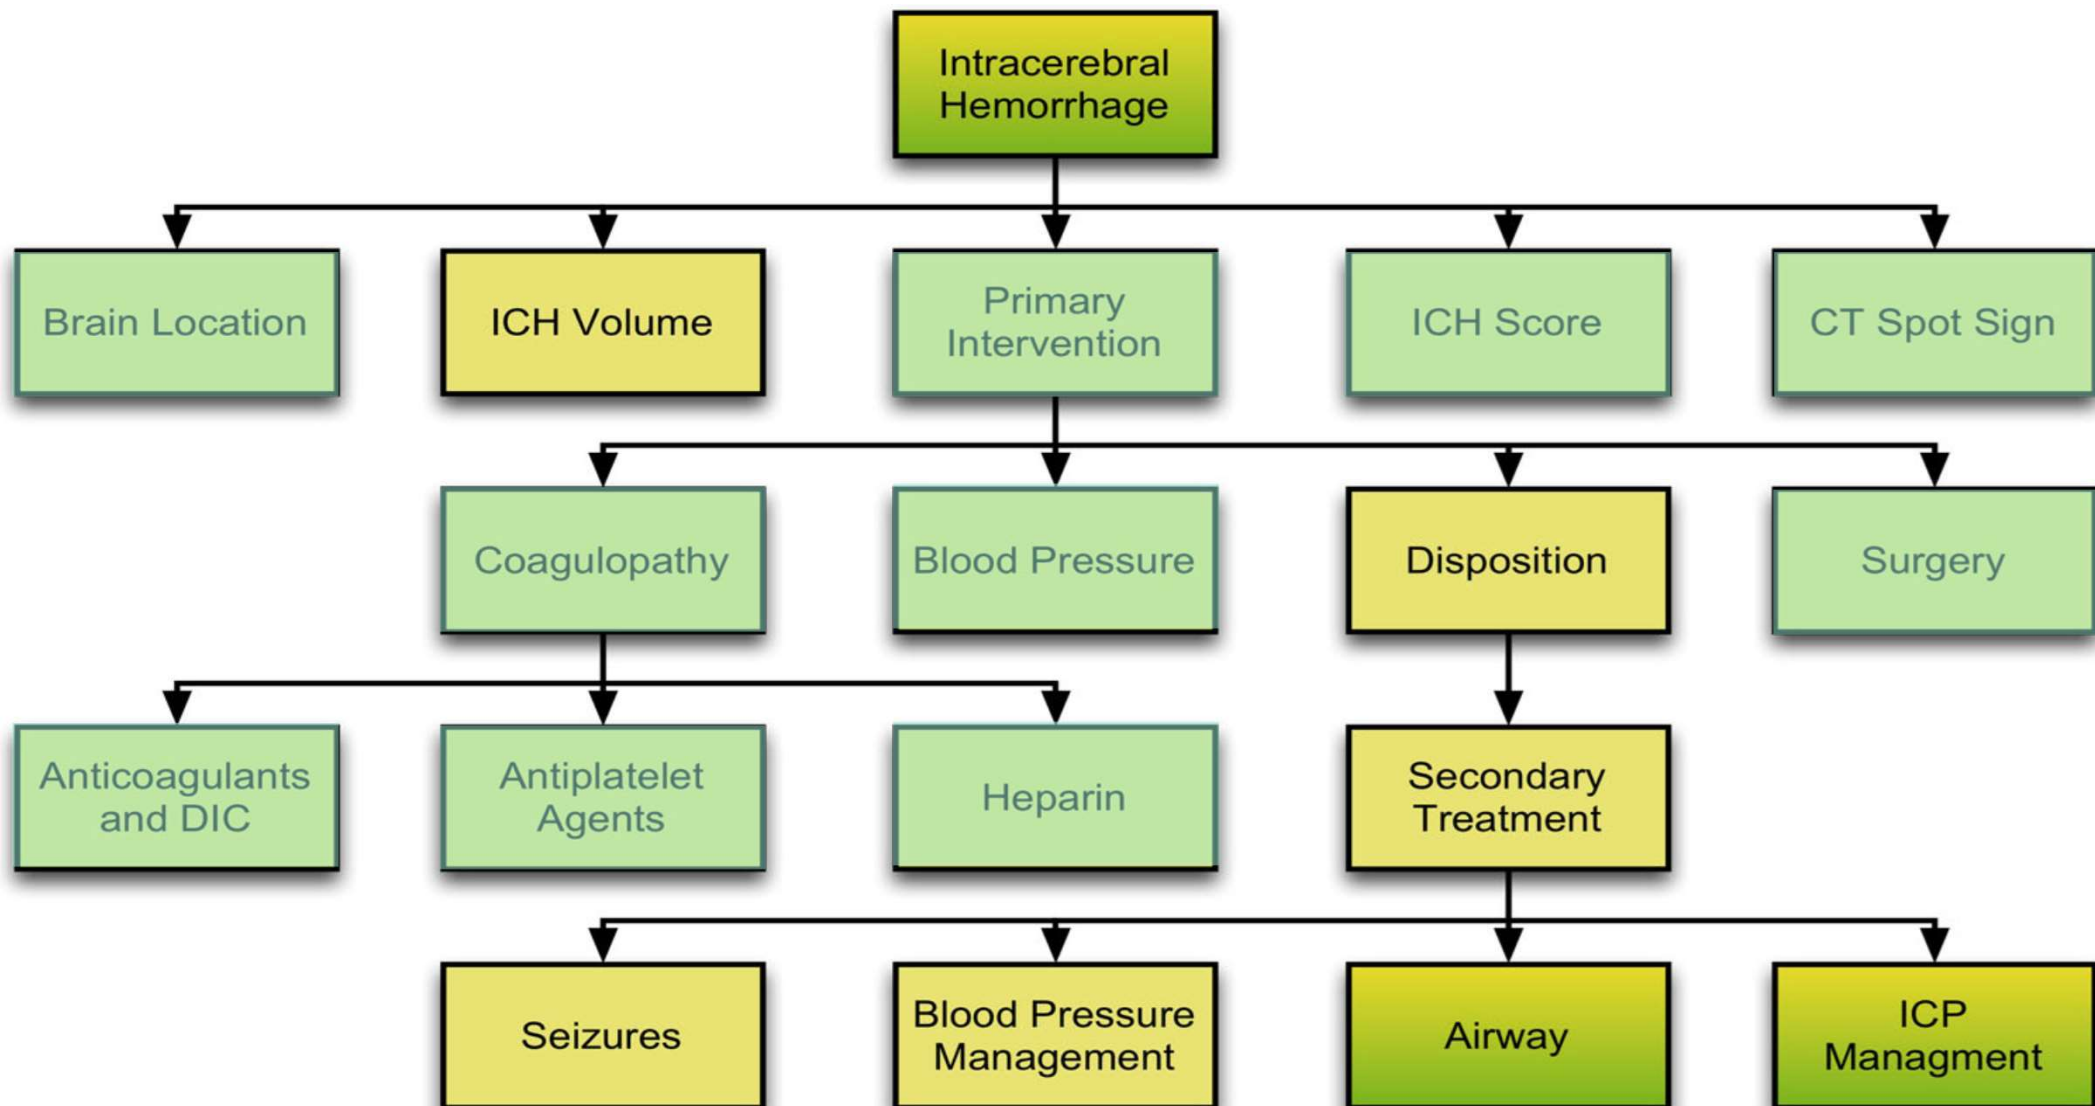 Intracerebral
Hemorrhage
Brain Location
ICH Volume
Primary
Intervention
ICH Score
CT Spot Sign
Coagulopathy
Blood Pressure
Disposition
Surgery
Anticoagulants
and DIC
Antiplatelet
Agents
Heparin
Secondary
Treatment
Seizures
Blood Pressure
Management
Airway
ICP
Managment